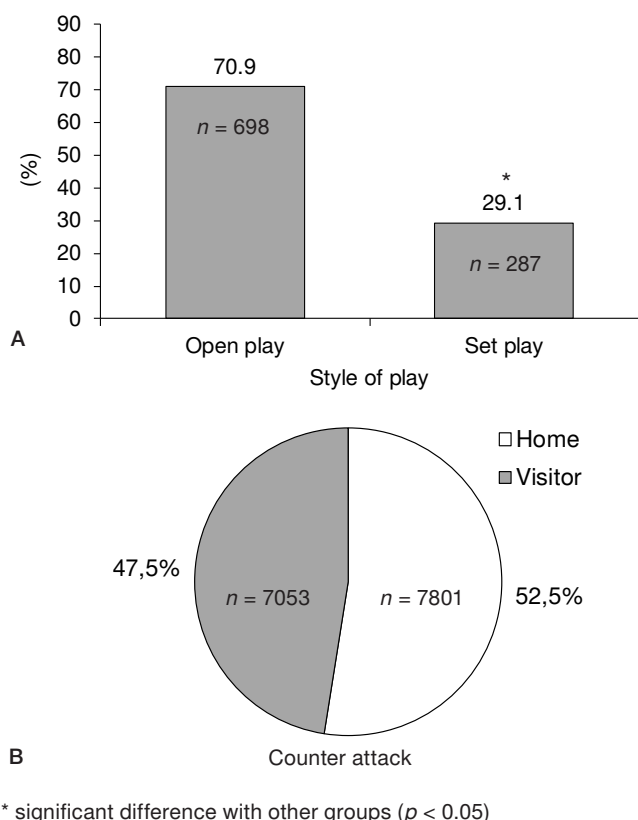 90
80
70
60
50
40
30
20
10
0
(%)
70.9
n = 698
*
29.1
n = 287
A
Open play Set play
Style of play
Home
Visitor
47,5%
n = 7053
n = 7801
52,5%
B
Counter attack
* significant difference with other groups (p < 0.05)